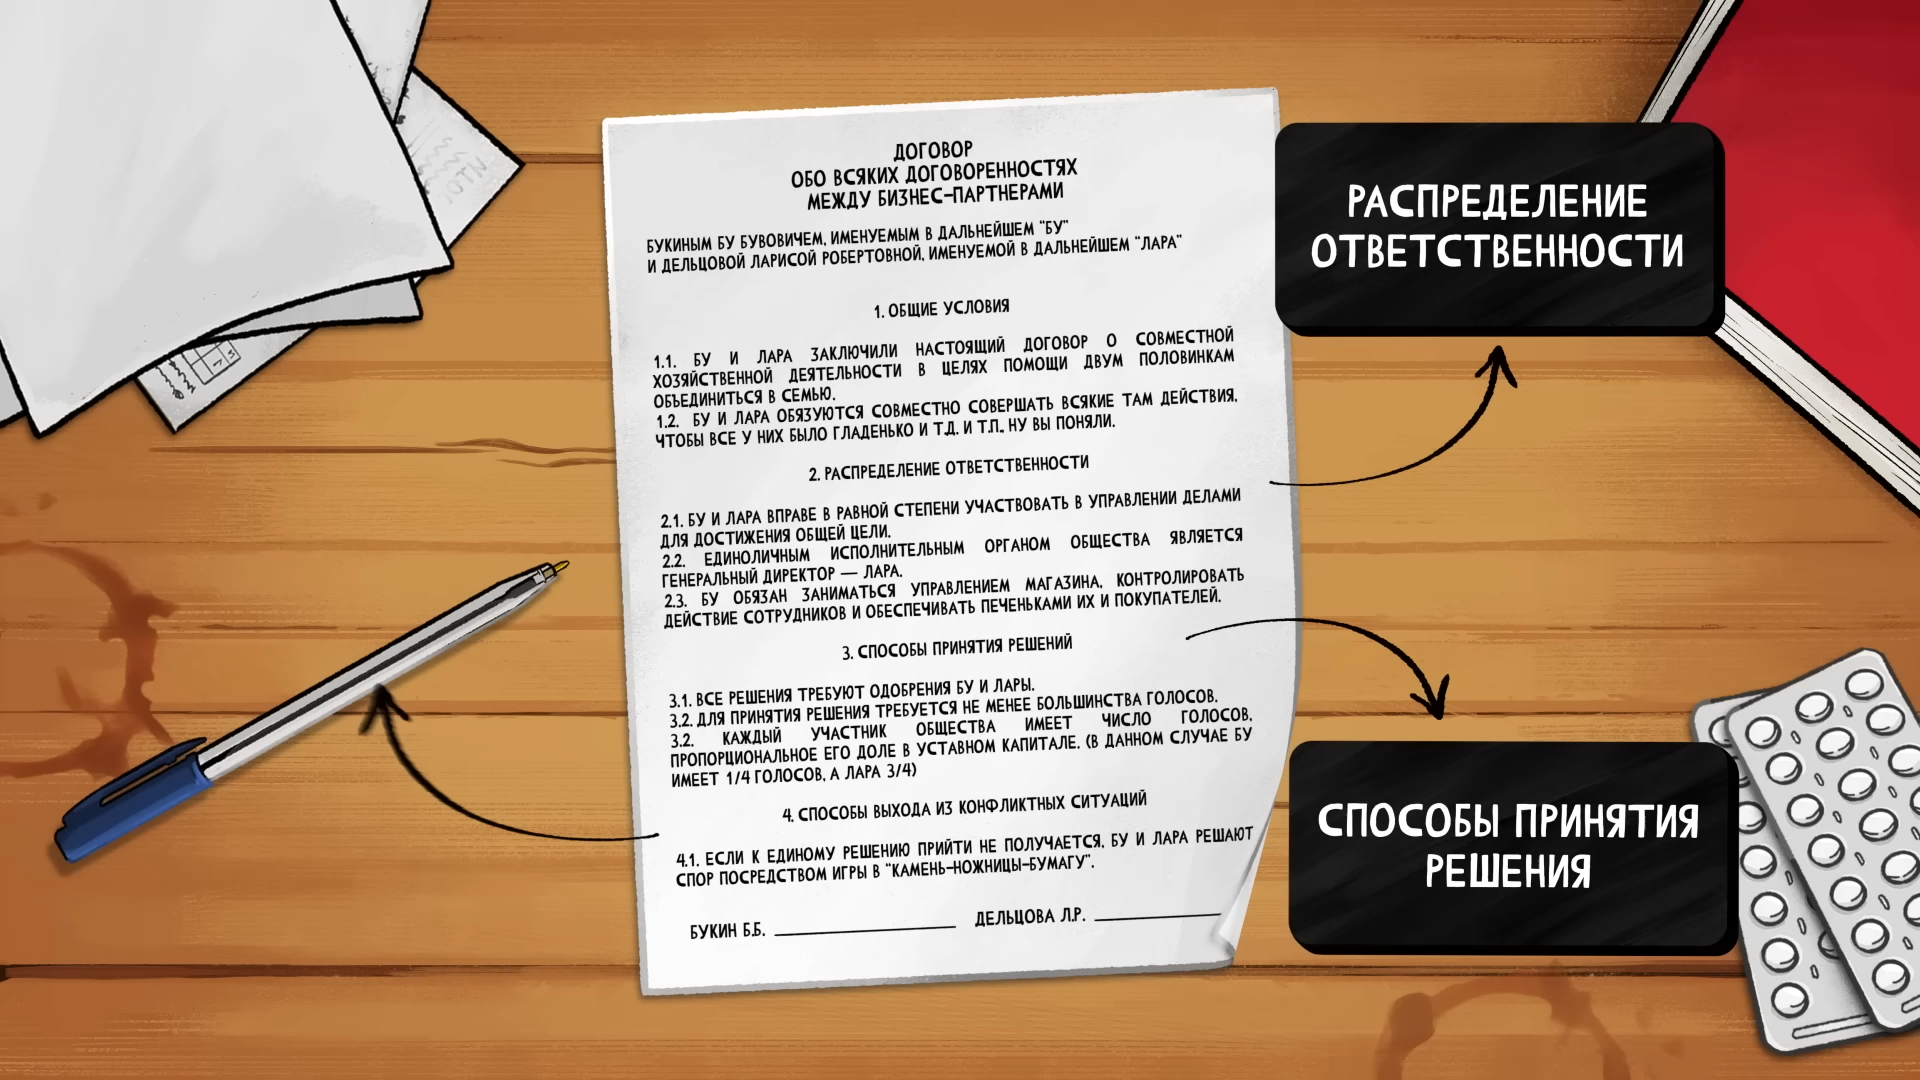 ДОГОВОР
ОБО ВСЯКИХ ДОГОВОРЕННОСТЯХ
МЕЖДУ БИЗНЕС-ПАРТНЕРАМИ
БУКИНЫМ БУ БУВОВИЧЕМ, ИМЕНУЕМЫМ В ДАЛЬНЕЙШЕМ "БУ"
И ДЕЛЬЦОВОЙ ЛАРИСОЙ РОБЕРТОВНОЙ, ИМЕНУЕМОЙ В ДАЛЬНЕЙШЕМ "ЛАРА"
1. ОБЩИЕ УСЛОВИЯ
1.1. БУ И ЛАРА ЗАКЛЮЧИЛИ НАСТОЯЩИЙ ДОГОВОР О СОВМЕСТНОЙ
ХОЗЯЙСТВЕННОЙ ДЕЯТЕЛЬНОСТИ В ЦЕЛЯХ ПОМОЩИ ДВУМ ПОЛОВИНКАМ
ОБЪЕДИНИТЬСЯ В СЕМЬЮ.
1.2. БУ И ЛАРА ОБЯЗУЮТСЯ СОВМЕСТНО СОВЕРШАТЬ ВСЯКИЕ ТАМ ДЕЙСТВИЯ,
ЧТОБЫ ВСЕ У НИХ БЫЛО ГЛАДЕНЬКО И Т.Д. И Т.П., НУ ВЫ ПОНЯЛИ.
2. РАСПРЕДЕЛЕНИЕ ОТВЕТСТВЕННОСТИ
2.1. БУ И ЛАРА ВПРАВЕ В РАВНОЙ СТЕПЕНИ УЧАСТВОВАТЬ В УПРАВЛЕНИИ ДЕЛАМИ
ДЛЯ ДОСТИЖЕНИЯ ОБЩЕЙ ЦЕЛИ.
2.2. ЕДИНОЛИЧНЫМ ИСПОЛНИТЕЛЬНЫМ ОРГАНОМ ОБЩЕСТВА ЯВЛЯЕТСЯ
ГЕНЕРАЛЬНЫЙ ДИРЕКТОР — ЛАРА.
2.3. БУ ОБЯЗАН ЗАНИМАТЬСЯ УПРАВЛЕНИЕМ МАГАЗИНА, КОНТРОЛИРОВАТЬ
ДЕЙСТВИЕ СОТРУДНИКОВ И ОБЕСПЕЧИВАТЬ ПЕЧЕНЬКАМИ ИХ И ПОКУПАТЕЛЕЙ.
3. СПОСОБЫ ПРИНЯТИЯ РЕШЕНИЙ
3.1. ВСЕ РЕШЕНИЯ ТРЕБУЮТ ОДОБРЕНИЯ БУ И ЛАРЫ.
3.2. ДЛЯ ПРИНЯТИЯ РЕШЕНИЯ ТРЕБУЕТСЯ НЕ МЕНЕЕ БОЛЬШИНСТВА ГОЛОСОВ.
3.2. КАЖДЫЙ УЧАСТНИК ОБЩЕСТВА ИМЕЕТ ЧИСЛО ГОЛОСОВ,
ПРОПОРЦИОНАЛЬНОЕ ЕГО ДОЛЕ В УСТАВНОМ КАПИТАЛЕ. (В ДАННОМ СЛУЧАЕ БУ
ИМЕЕТ 1/4 ГОЛОСОВ, А ЛАРА 3/4)
4. СПОСОБЫ ВЫХОДА ИЗ КОНФЛИКТНЫХ СИТУАЦИЙ
4.1. ЕСЛИ К ЕДИНОМУ РЕШЕНИЮ ПРИЙТИ НЕ ПОЛУЧАЕТСЯ, БУ И ЛАРА РЕШАЮТ
СПОР ПОСРЕДСТВОМ ИГРЫ В "КАМЕНЬ-НОЖНИЦЫ-БУМАГУ".
БУКИН Б.Б. ДЕЛЬЦОВА Л.Р.
РАСПРЕДЕЛЕНИЕ
ОТВЕТСТВЕННОСТИ
СПОСОБЫ ПРИНЯТИЯ
РЕШЕНИЯ